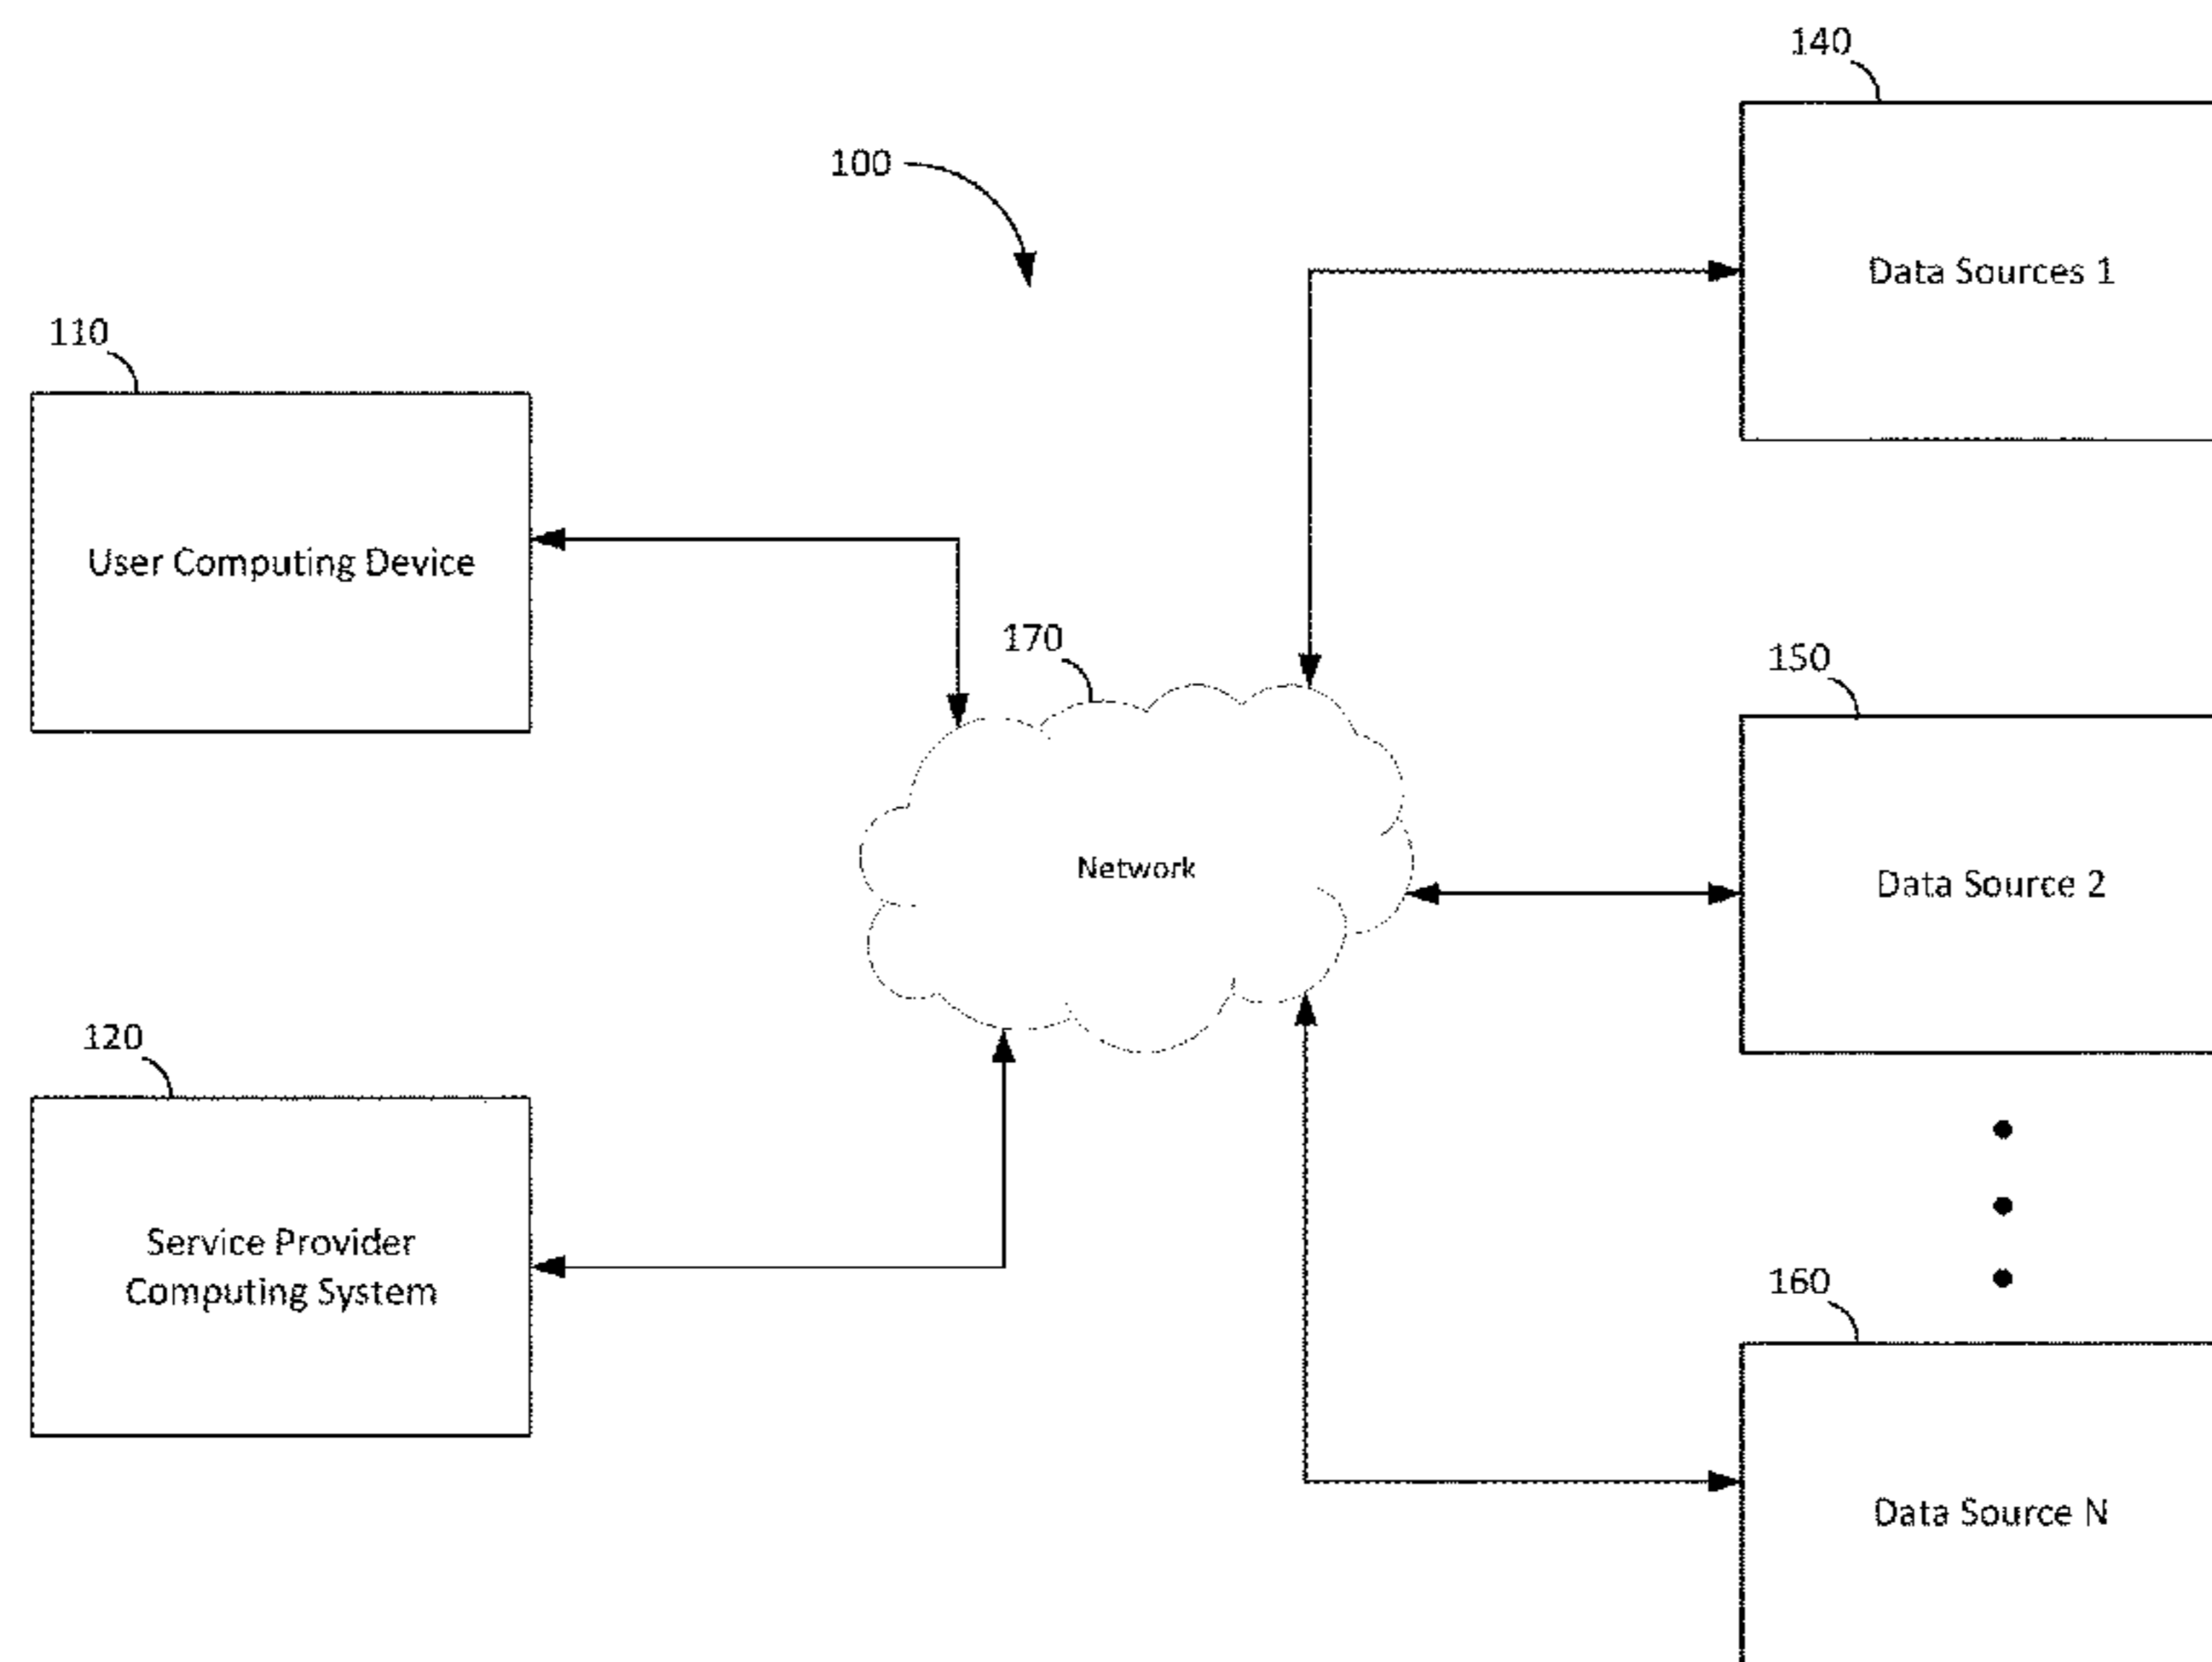 140
100
Data Sources 1
110
User Computing Device
170
150
Network
Data Source 2
120
Service Provider
Computing System
160
Data Source N